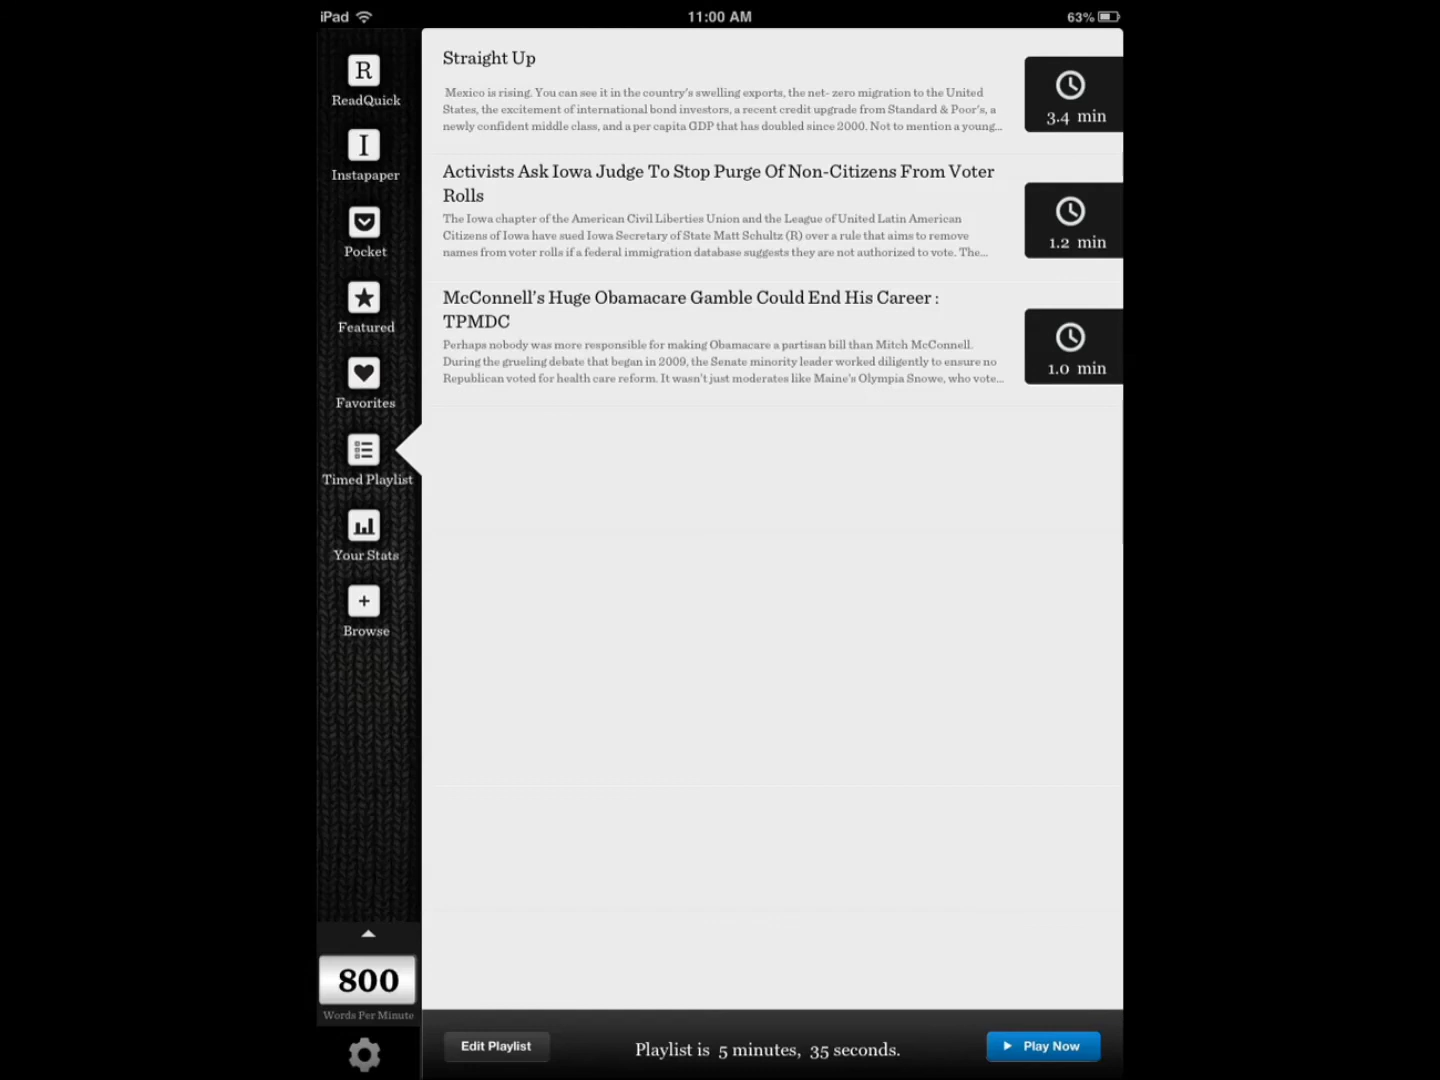 iPad
11:00 AM
63%
R
ReadQuick
I
Instapaper
Pocket
Featured
Favorites
Timed Playlist
Your Stats
+
Browse
800
Words Per Minute
Straight Up
Mexico is rising. You can see it in the country's swelling exports, the net- zero migration to the United
States, the excitement of international bond investors, a recent credit upgrade from Standard & Poor's, a
newly confident middle class, and a per capita GDP that has doubled since 2000. Not to mention a young...
3.4 min
Activists Ask Iowa Judge To Stop Purge Of Non-Citizens From Voter
Rolls
The Iowa chapter of the American Civil Liberties Union and the League of United Latin American
Citizens of Iowa have sued Iowa Secretary of State Matt Schultz (R) over a rule that aims to remove
names from voter rolls if a federal immigration database suggests they are not authorized to vote. The...
1.2 min
McConnell's Huge Obamacare Gamble Could End His Career :
TPMDC
Perhaps nobody was more responsible for making Obamacare a partisan bill than Mitch McConnell.
During the grueling debate that began in 2009, the Senate minority leader worked diligently to ensure no
Republican voted for health care reform. It wasn't just moderates like Maine's Olympia Snowe, who vote...
1.0 min
Edit Playlist
Playlist is 5 minutes, 35 seconds.
Play Now